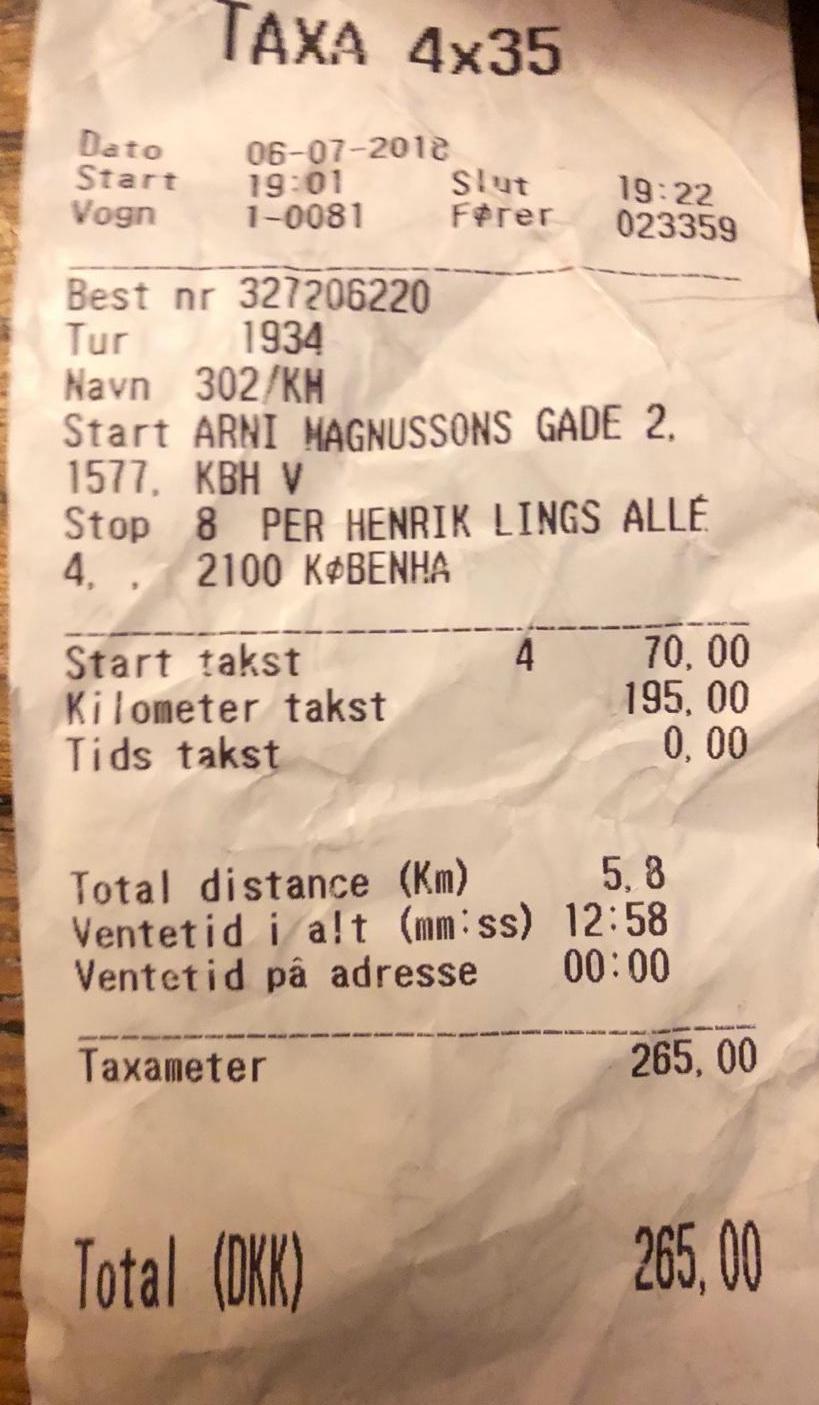 TAXA 4x35
Dato 06-07-2018
Start 19:01 Slut 19:22
Vogn 1-0081 Fører 023359
Best nr 327206220
Tur 1934
Navn 302/KH
Start ARNI MAGNUSSONS GADE 2,
1577, KBH V
Stop 8 PER HENRIK LINGS ALLÉ
4, , 2100 KØBENHA
Start takst 4 70,00
Kilometer takst 195,00
Tids takst 0,00
Total distance (Km) 5,8
Ventetid i alt (mm:ss) 12:58
Ventetid på adresse 00:00
Taxameter 265,00
Total (DKK) 265,00